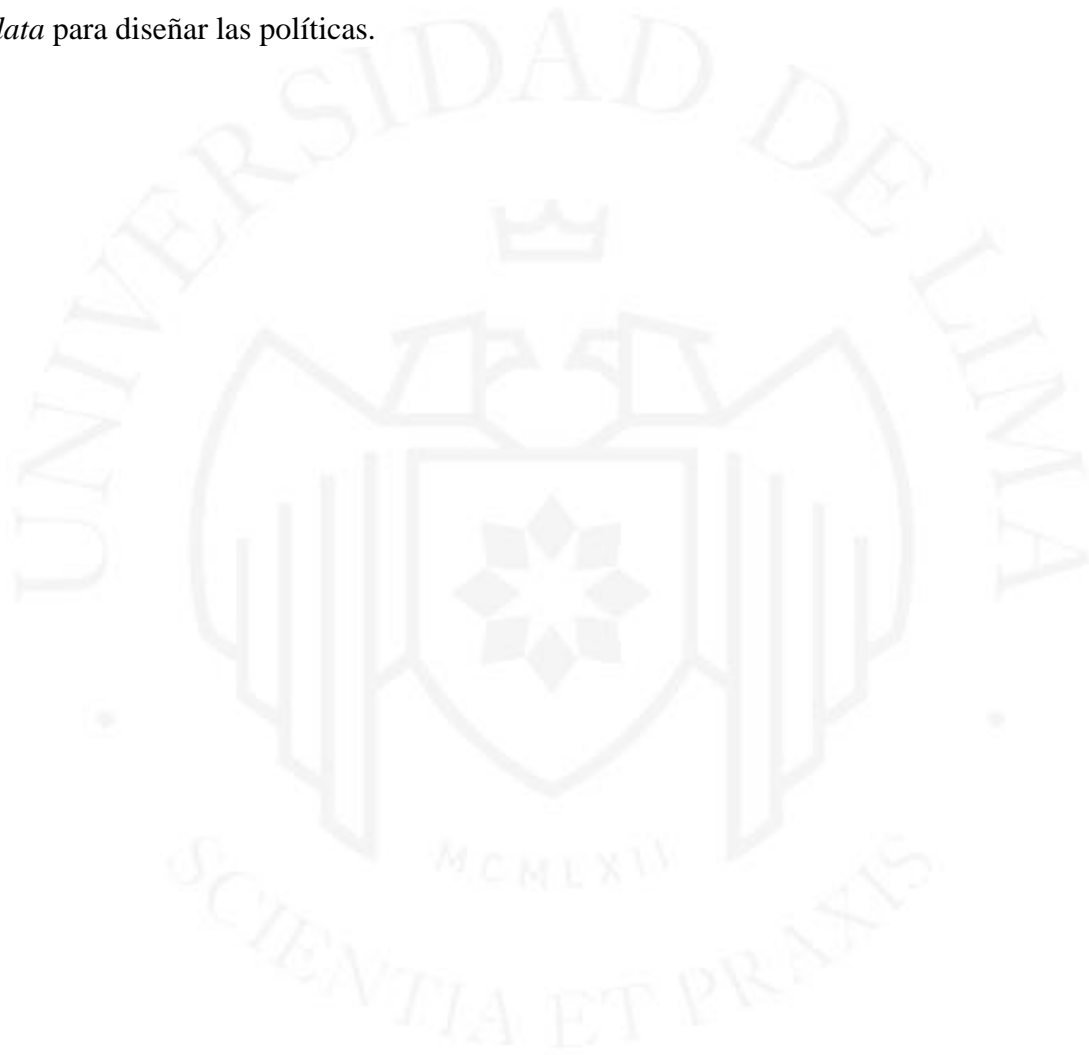 data para diseñar las políticas.
UNIVERSIDAD DE LIMA
MCMLXII
SCIENTIA ET PRAXIS